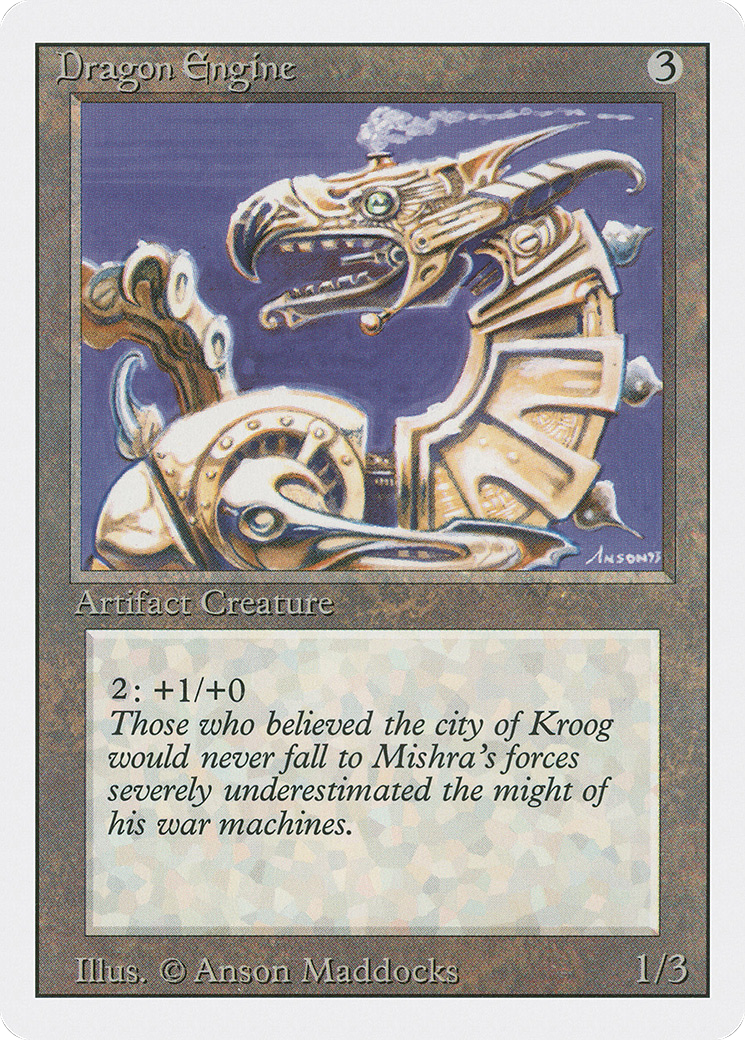 Dragon Engine 3
ANSON93
Artifact Creature
2: +1/+0
Those who believed the city of Kroog
would never fall to Mishra's forces
severely underestimated the might of
his war machines.
Illus. © Anson Maddocks 1/3